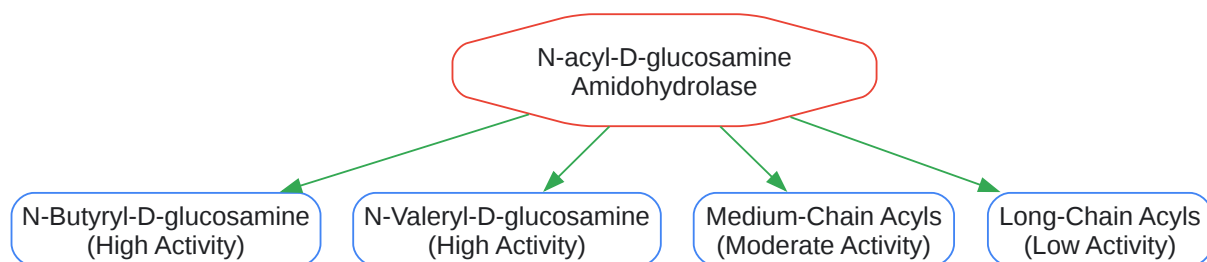 N-acyl-D-glucosamine
Amidohydrolase
N-Butyryl-D-glucosamine
(High Activity)
N-Valeryl-D-glucosamine
(High Activity)
Medium-Chain Acyls
(Moderate Activity)
Long-Chain Acyls
(Low Activity)